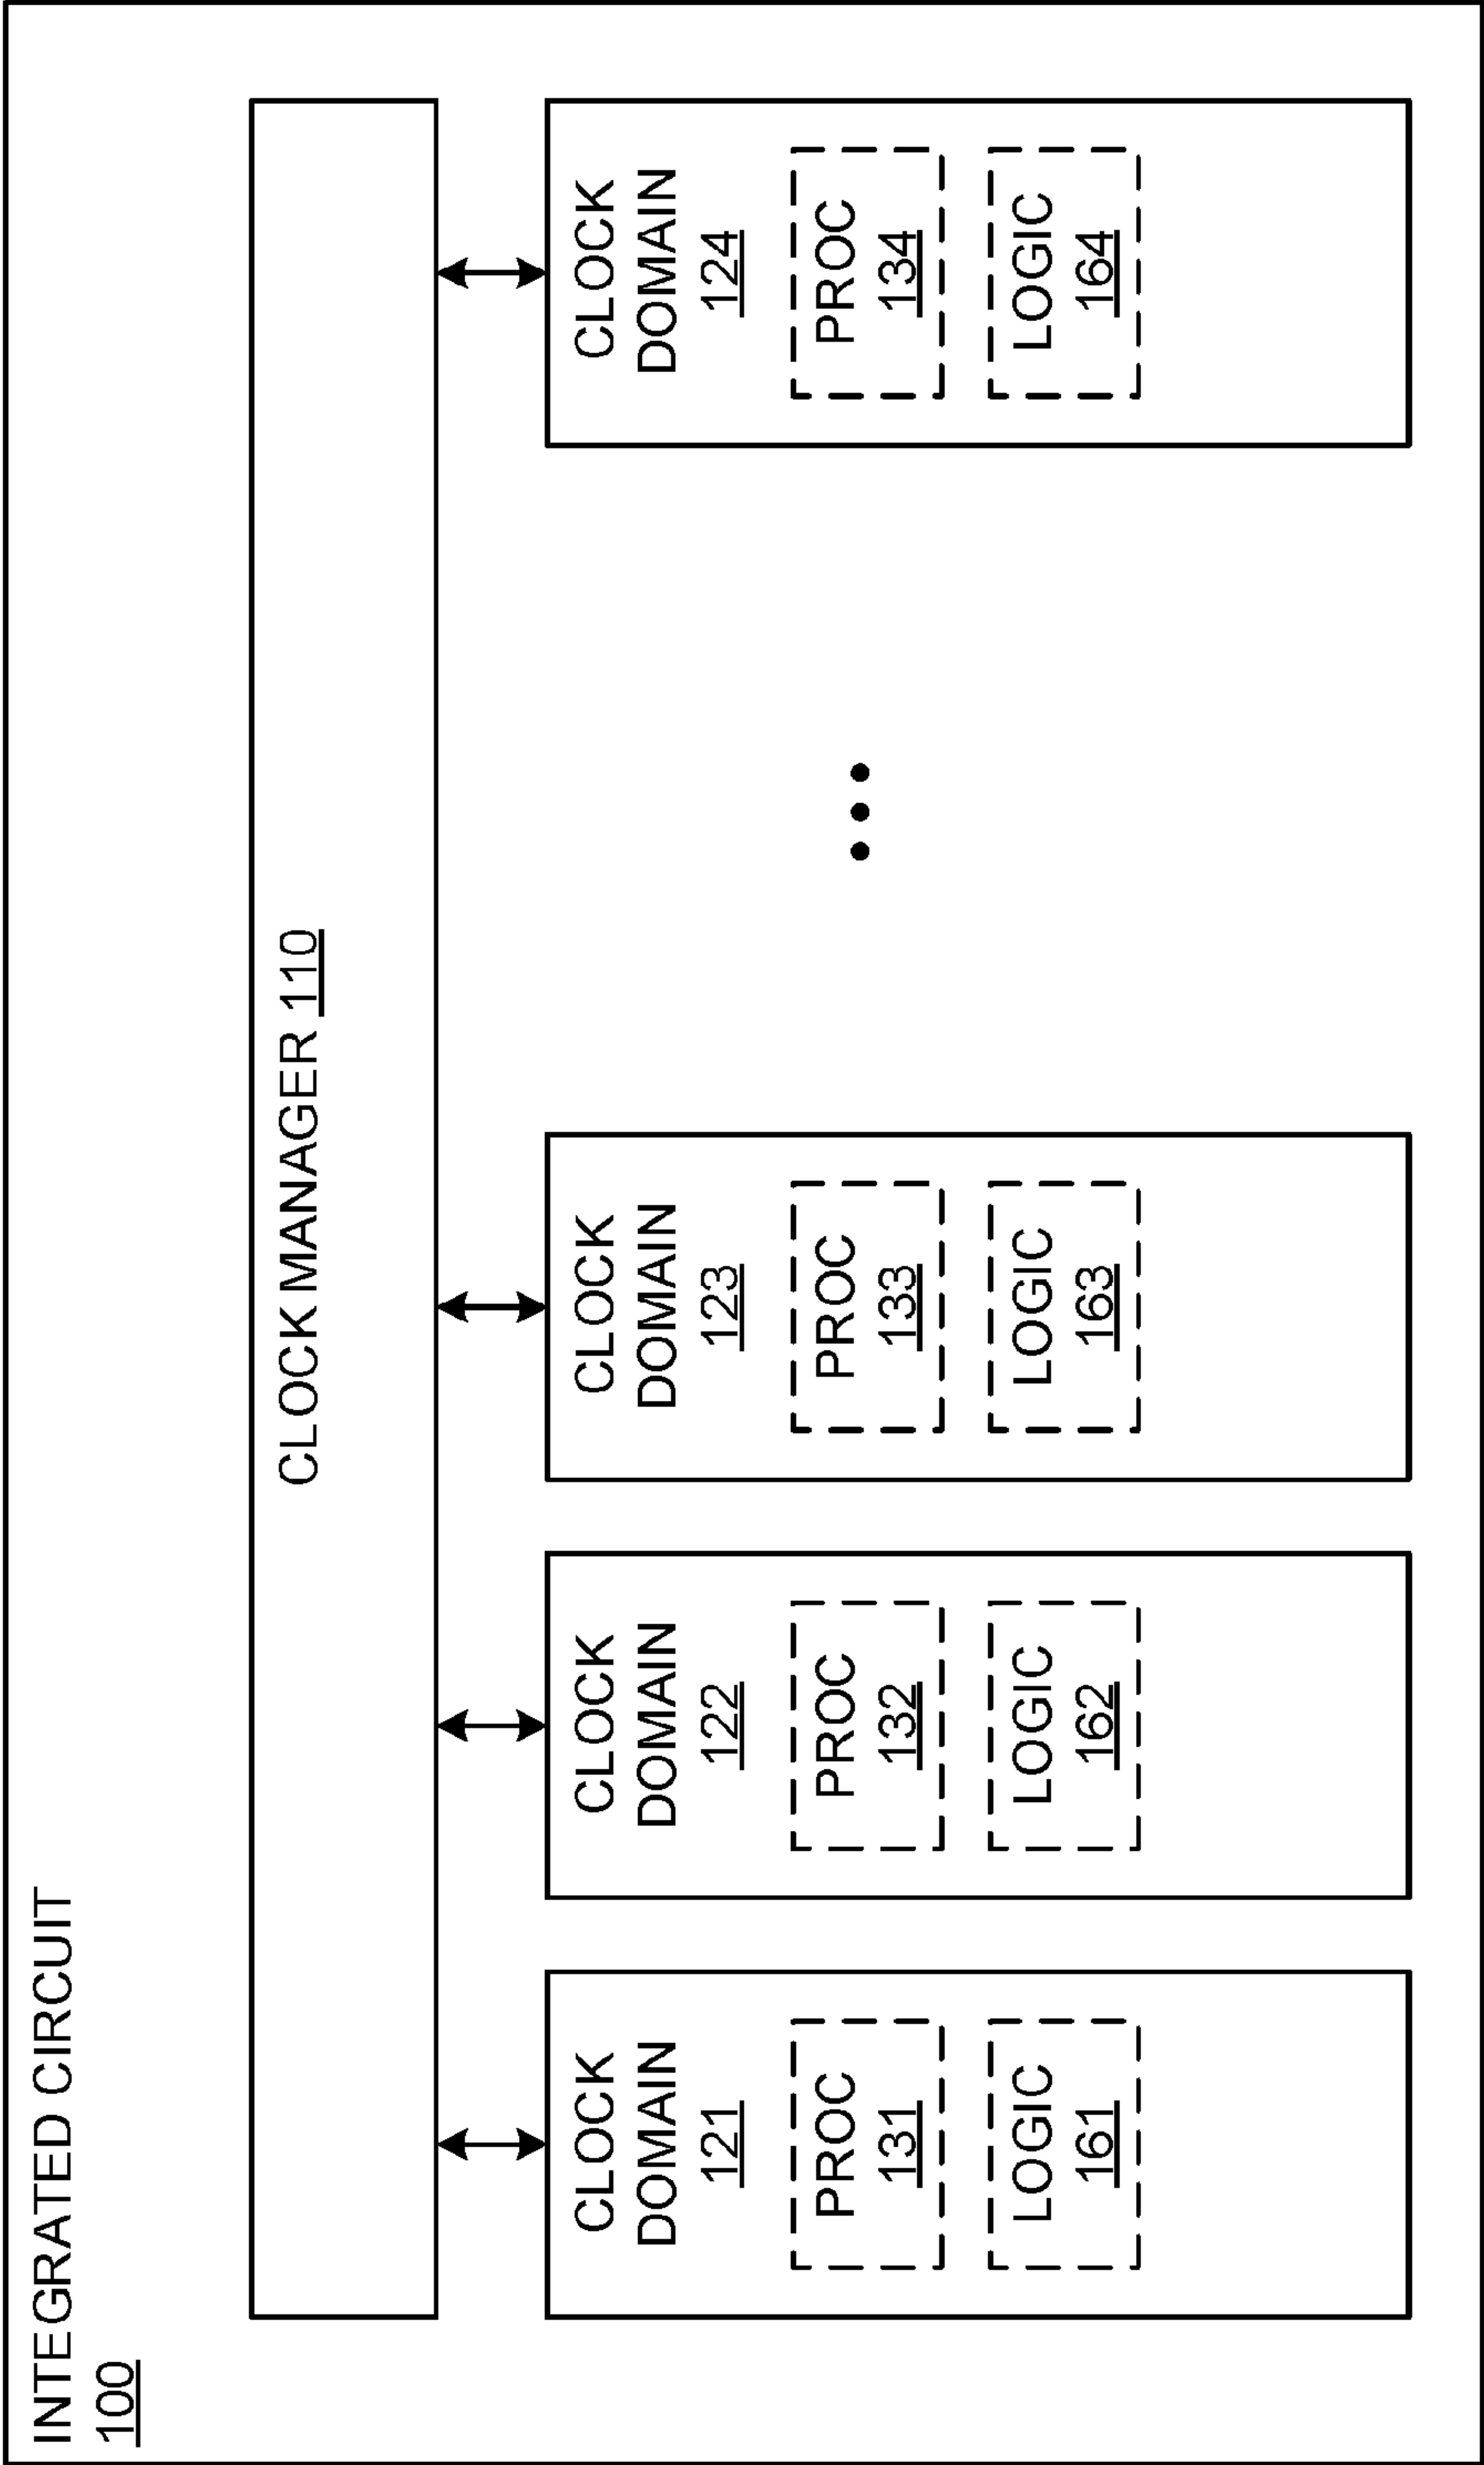 INTEGRATED CIRCUIT
100
CLOCK MANAGER 110
CLOCK
DOMAIN
121
PROC
131
LOGIC
161
CLOCK
DOMAIN
122
PROC
132
LOGIC
162
CLOCK
DOMAIN
123
PROC
133
LOGIC
163
CLOCK
DOMAIN
124
PROC
134
LOGIC
164